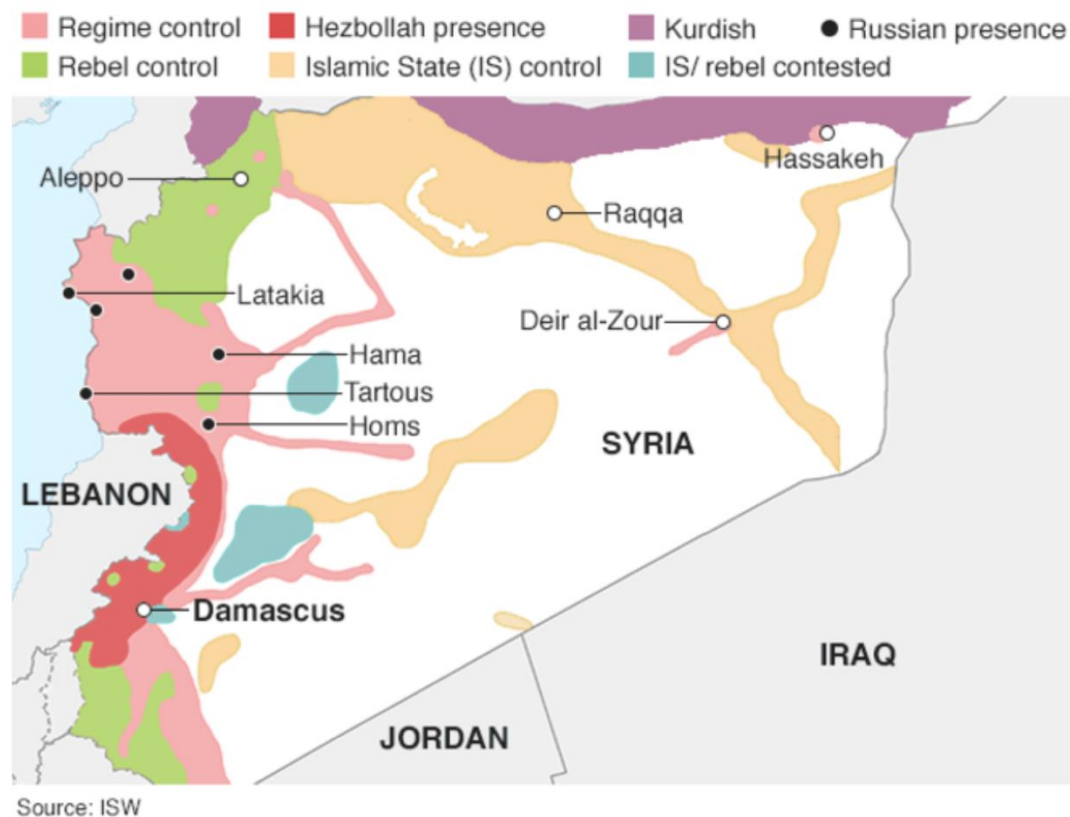 Regime control
Hezbollah presence
Kurdish
Russian presence
Rebel control
Islamic State (IS) control
IS/ rebel contested
Hassakeh
Aleppo
Raqqa
Latakia
Deir al-Zour
Hama
Tartous
Homs
SYRIA
LEBANON
Damascus
IRAQ
JORDAN
Source: ISW